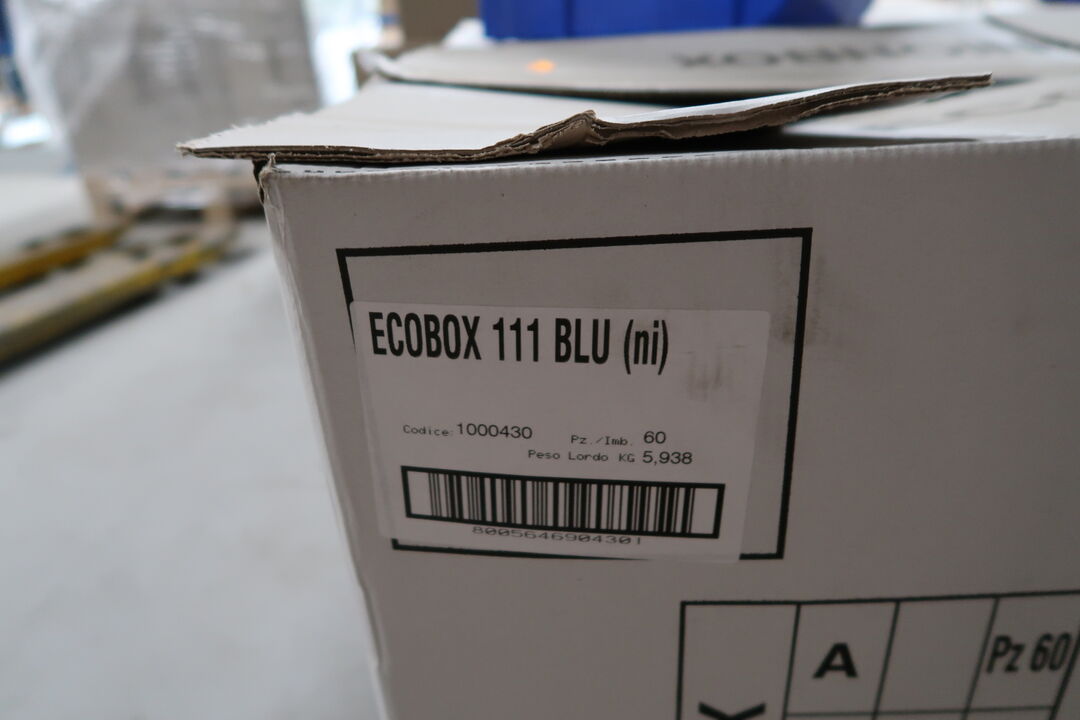 ECOBOX 111 BLU (ni)
Codice: 1000430 Pz./Imb. 60
Peso Lordo KG 5,938
8005646904301
A Pz 60
K